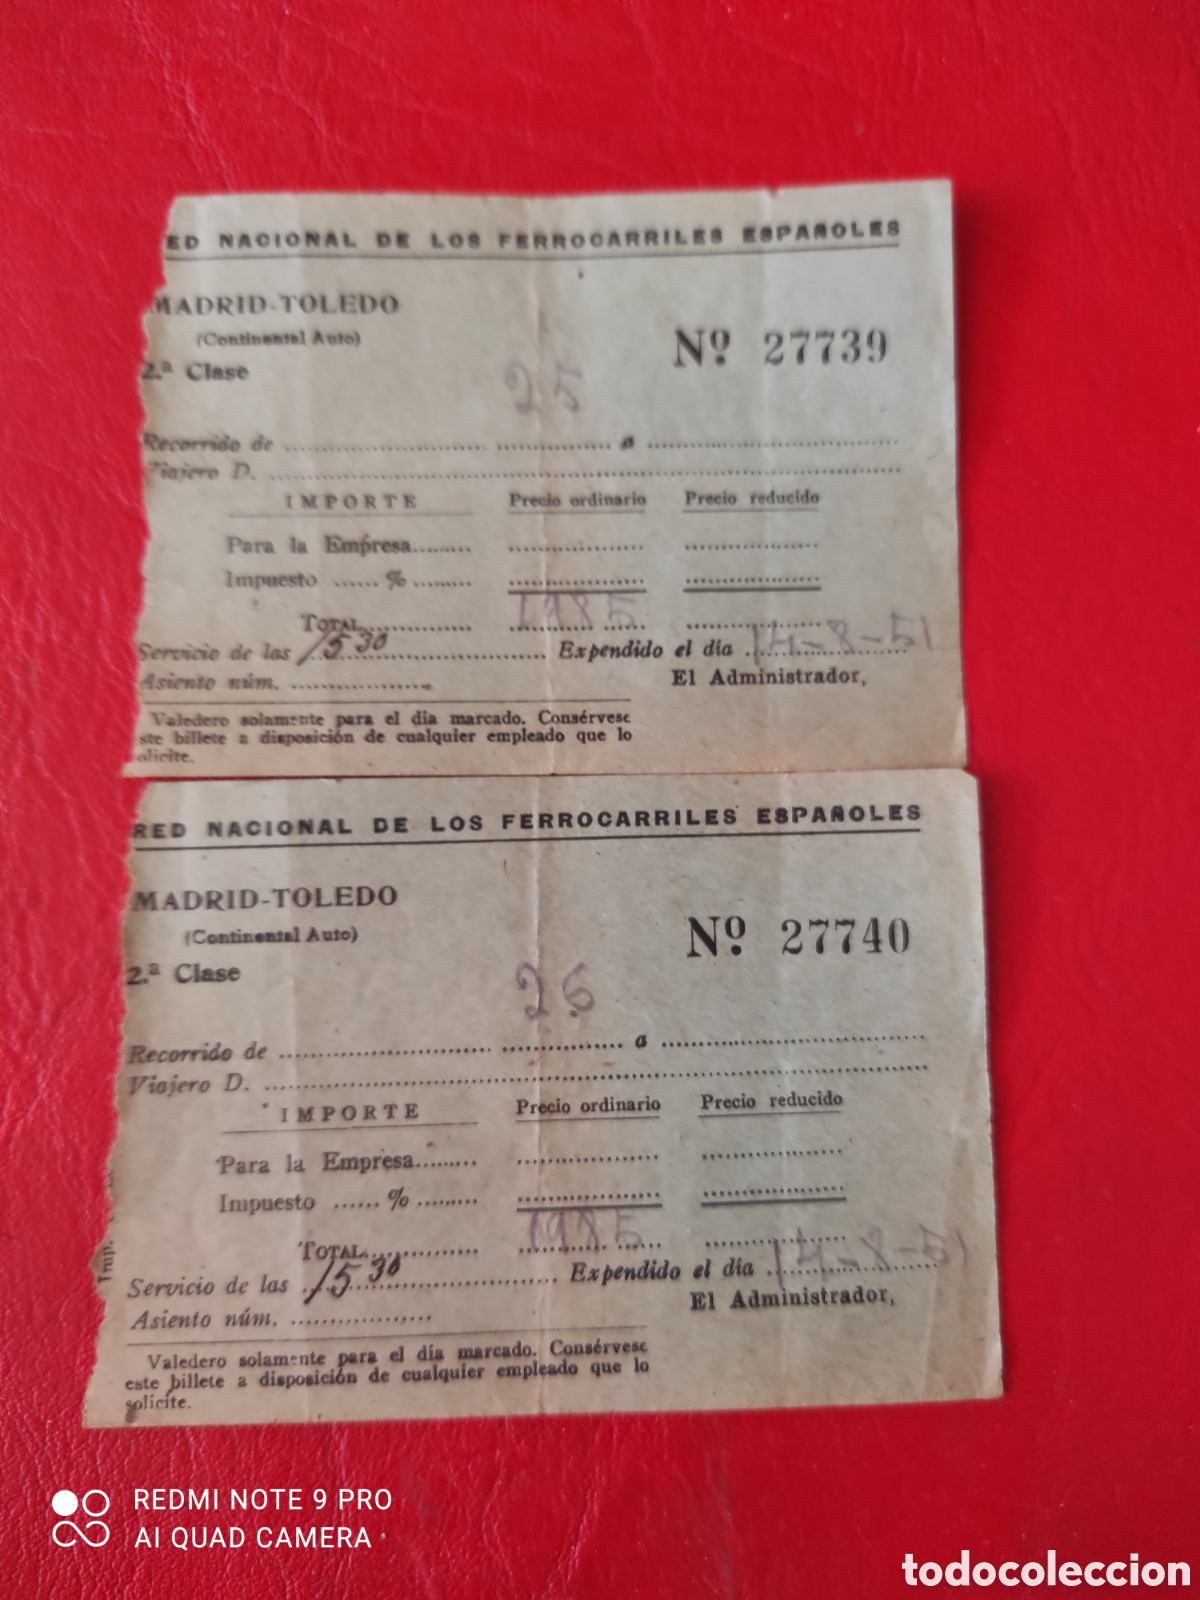 ED NACIONAL DE LOS FERROCARRILES ESPAÑOLES
MADRID-TOLEDO
(Continental Auto)
Nº 27739
2.ª Clase
25
Recorrido de ........ a ........
Viajero D. ........
IMPORTE Precio ordinario Precio reducido
Para la Empresa........
Impuesto ...... % ........
TOTAL........ 1985
Servicio de las 15 30 Expendido el día 14-8-51
Asiento núm. ........ El Administrador,
Valedero solamente para el día marcado. Consérvese
ste billete a disposición de cualquier empleado que lo
olicite.
RED NACIONAL DE LOS FERROCARRILES ESPAÑOLES
MADRID-TOLEDO
(Continental Auto)
Nº 27740
2.ª Clase
26
Recorrido de ........ a ........
Viajero D. ........
IMPORTE Precio ordinario Precio reducido
Para la Empresa........
Impuesto ...... % ........
TOTAL........ 1985
Servicio de las 15 30 Expendido el día 14-8-51
Asiento núm. ........ El Administrador,
Valedero solamente para el día marcado. Consérvese
este billete a disposición de cualquier empleado que lo
solicite.
Imp.
REDMI NOTE 9 PRO
AI QUAD CAMERA
todocoleccion